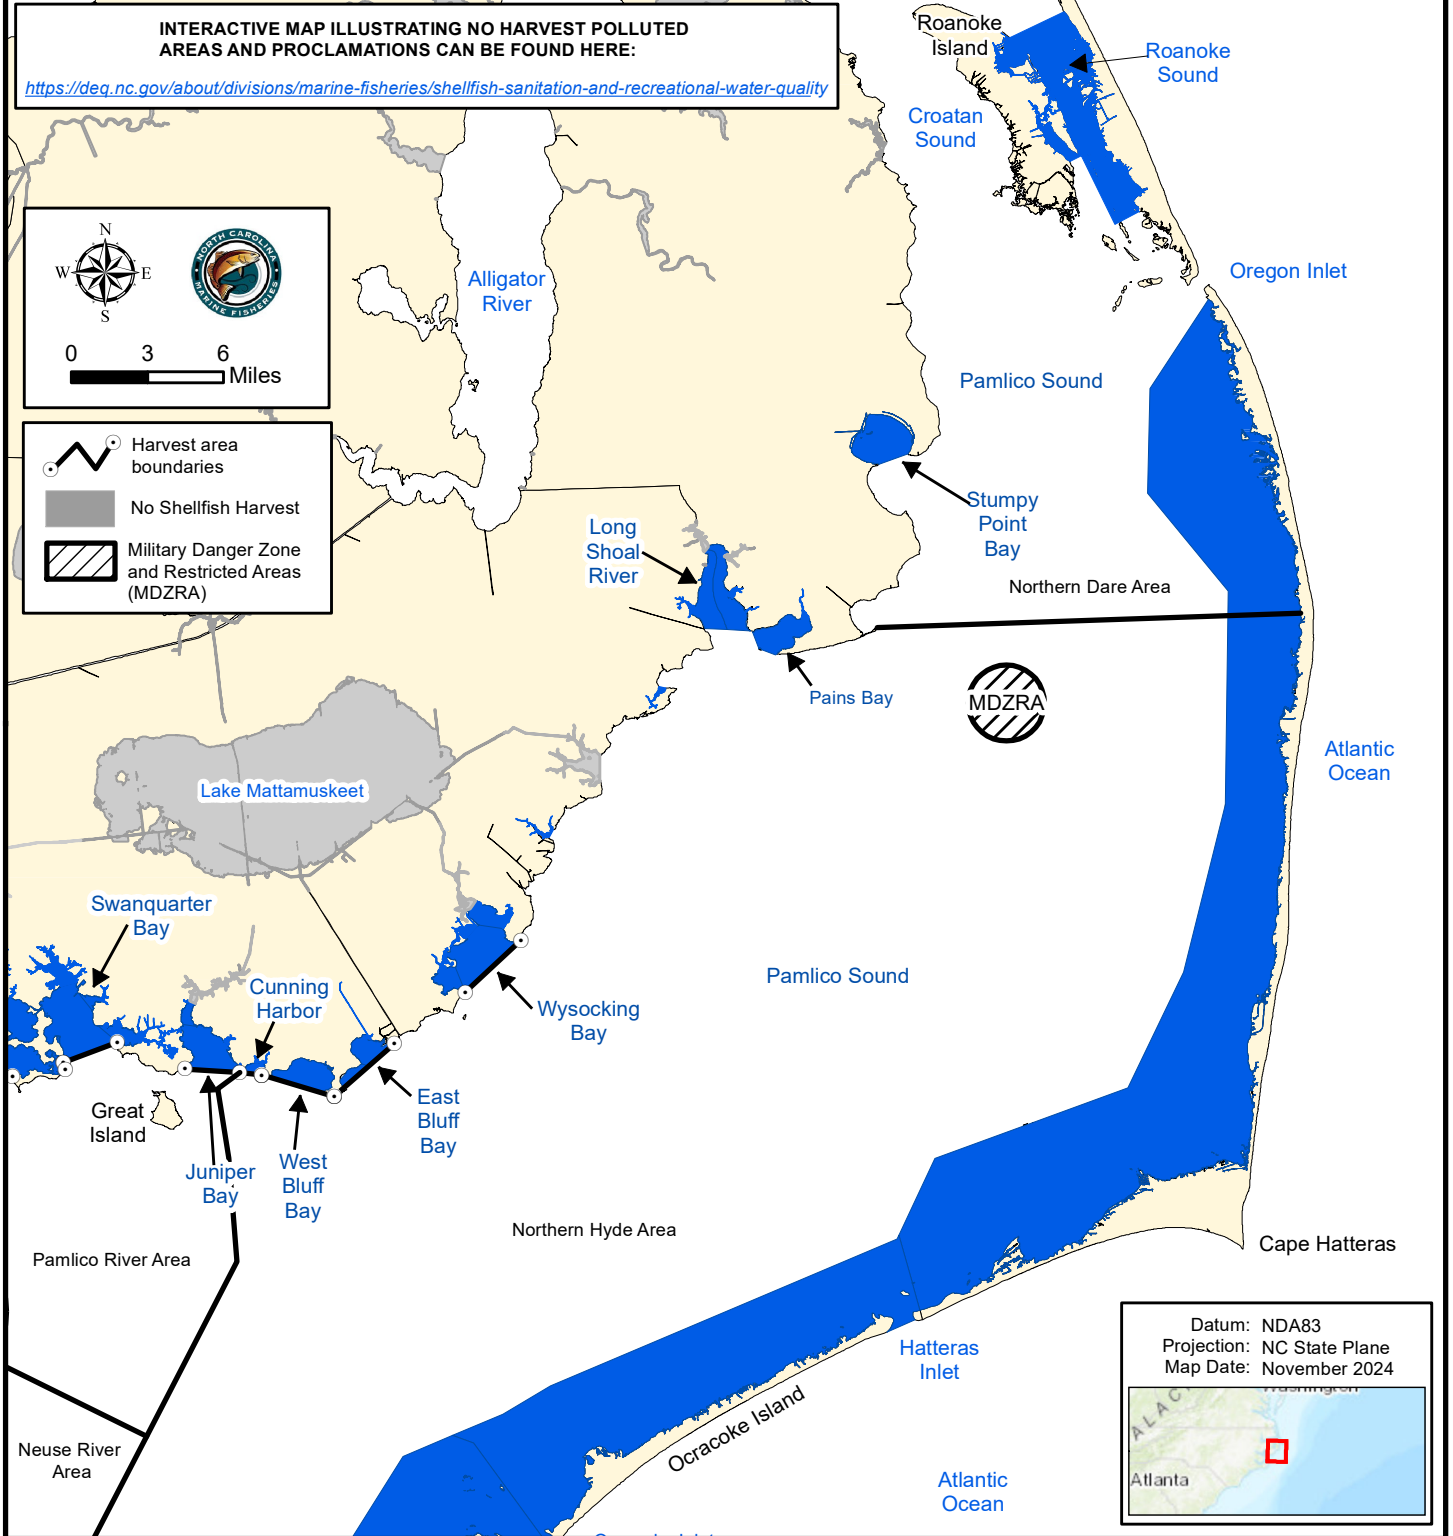 INTERACTIVE MAP ILLUSTRATING NO HARVEST POLLUTED
AREAS AND PROCLAMATIONS CAN BE FOUND HERE:
https://deq.nc.gov/about/divisions/marine-fisheries/shellfish-sanitation-and-recreational-water-quality
Roanoke
Island
Roanoke
Sound
Croatan
Sound
N
W
E
S
NORTH CAROLINA
MARINE FISHERIES
0
3
6
Miles
Alligator
River
Oregon Inlet
Pamlico Sound
Harvest area
boundaries
No Shellfish Harvest
Military Danger Zone
and Restricted Areas
(MDZRA)
Long
Shoal
River
Stumpy
Point
Bay
Northern Dare Area
Pains Bay
MDZRA
Atlantic
Ocean
Lake Mattamuskeet
Swanquarter
Bay
Cunning
Harbor
Pamlico Sound
Wysocking
Bay
Great
Island
East
Bluff
Bay
Juniper
Bay
West
Bluff
Bay
Northern Hyde Area
Pamlico River Area
Cape Hatteras
Hatteras
Inlet
Ocracoke Island
Neuse River
Area
Atlantic
Ocean
Datum: NDA83
Projection: NC State Plane
Map Date: November 2024
Washington
ALAC
Atlanta